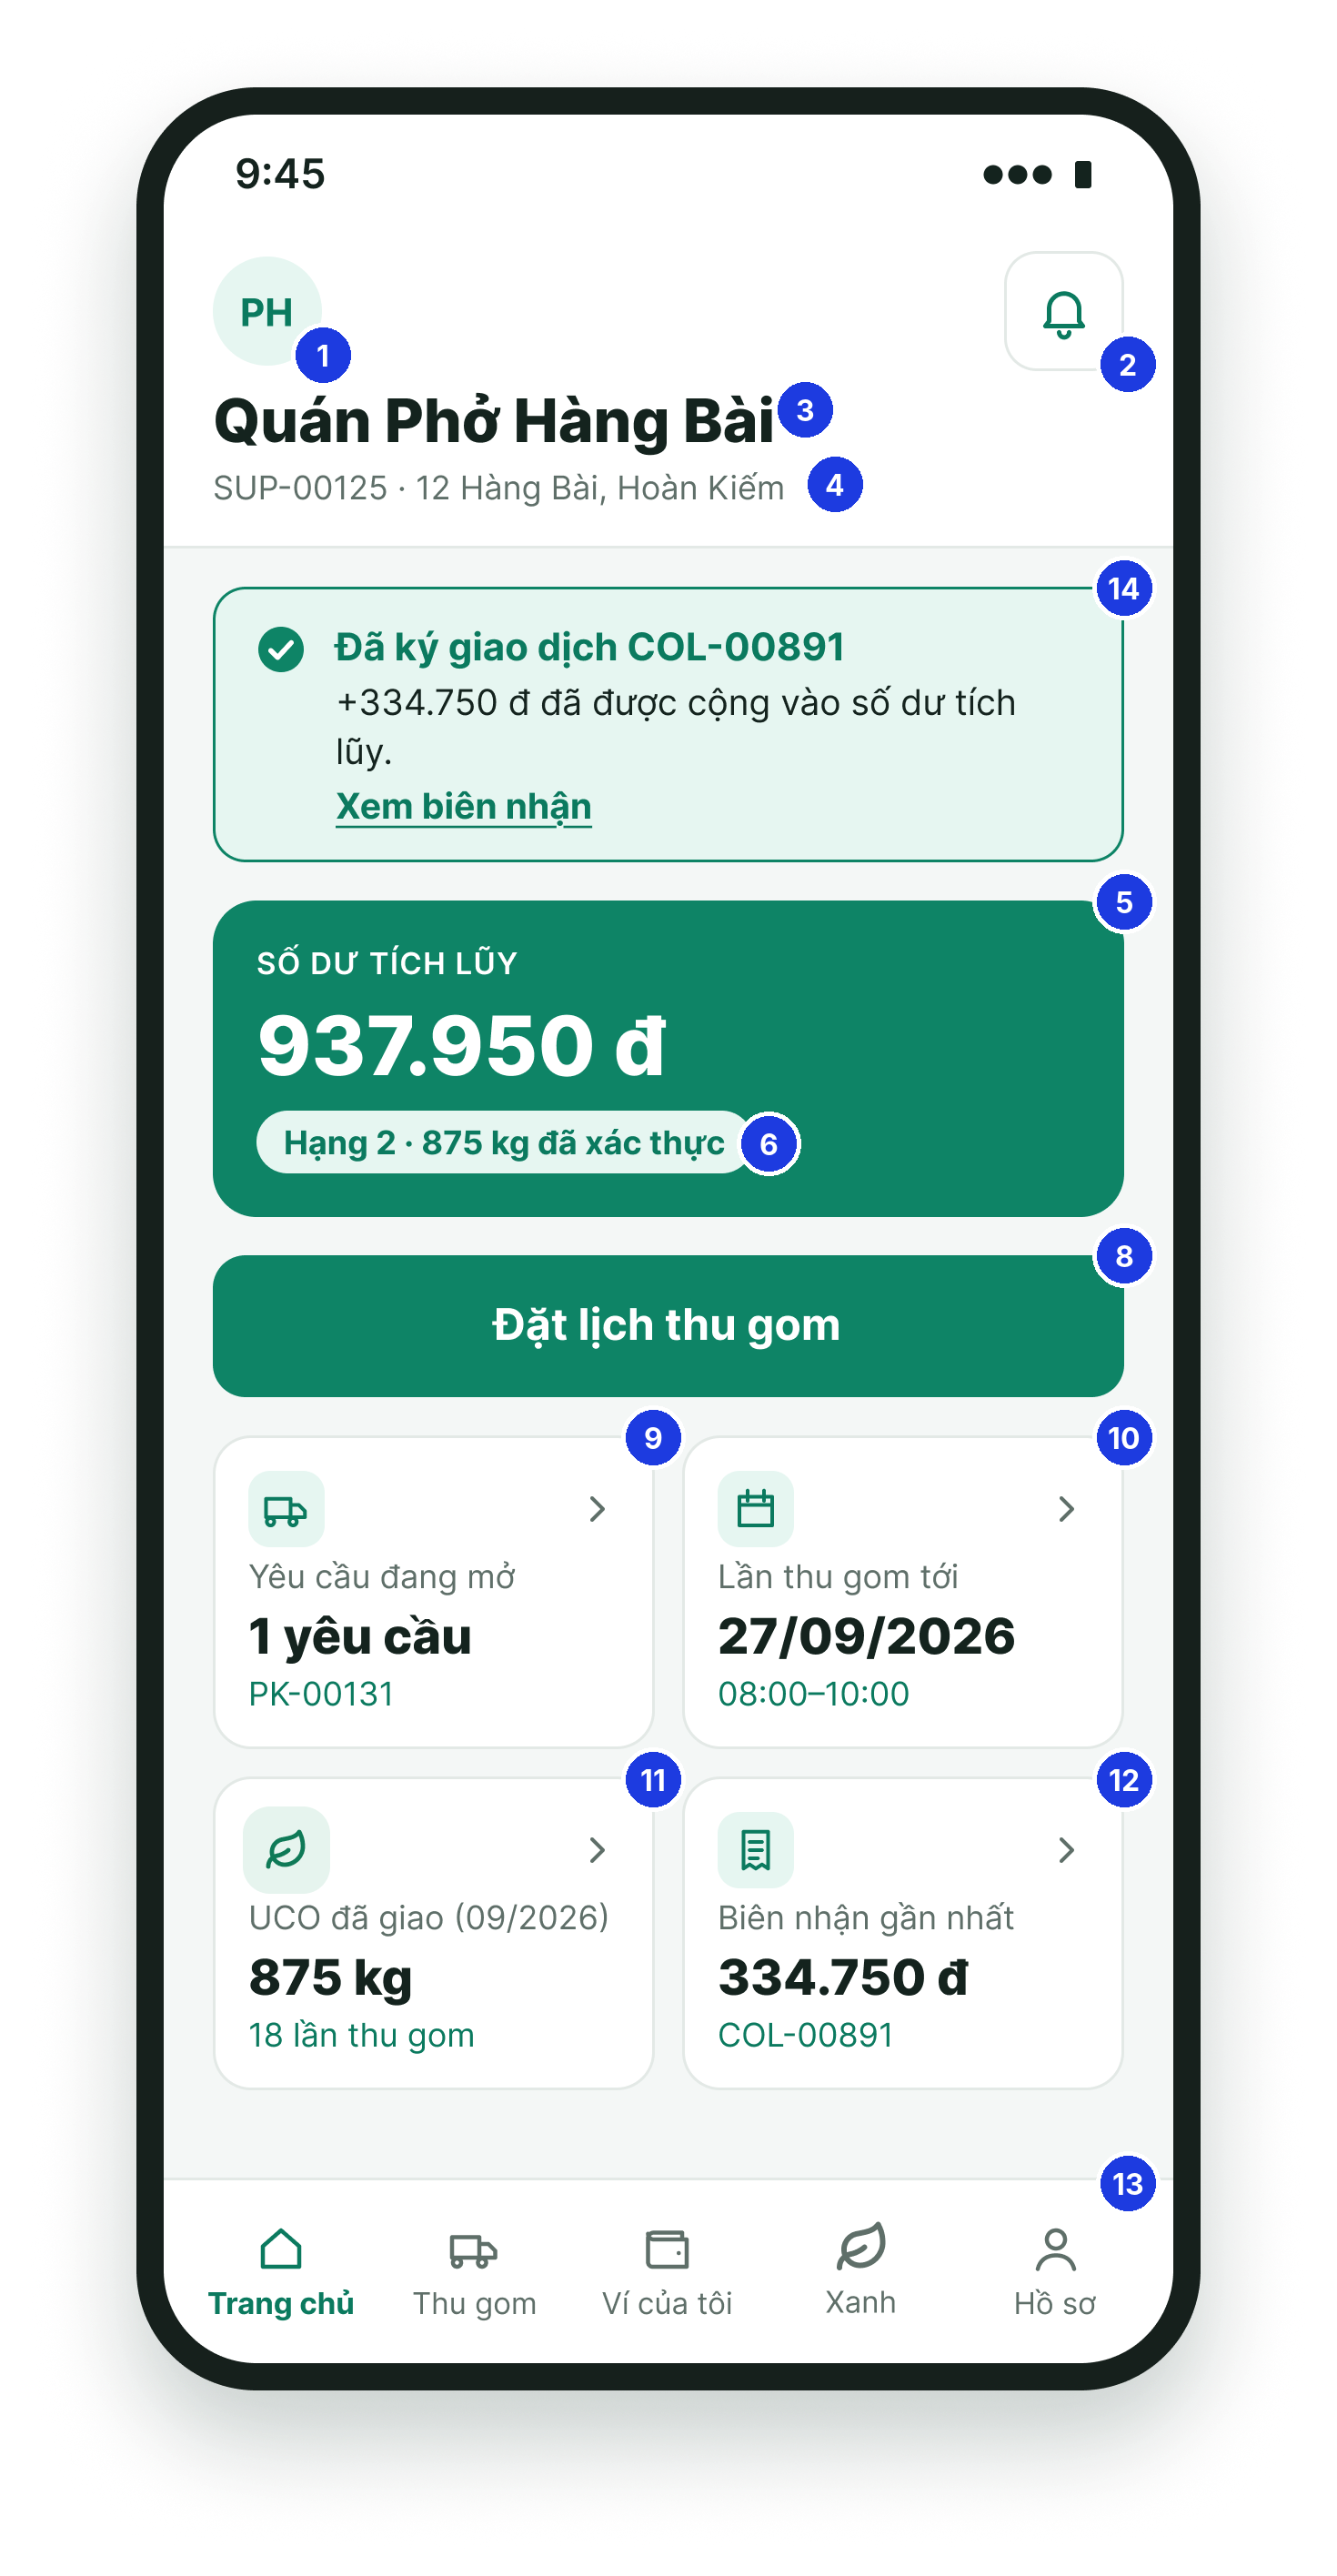 9:45
PH
1
2
Quán Phở Hàng Bài
3
SUP-00125 · 12 Hàng Bài, Hoàn Kiếm
4
14
Đã ký giao dịch COL-00891
+334.750 đ đã được cộng vào số dư tích
lũy.
Xem biên nhận
5
SỐ DƯ TÍCH LŨY
937.950 đ
Hạng 2 · 875 kg đã xác thực
6
8
Đặt lịch thu gom
9
Yêu cầu đang mở
1 yêu cầu
PK-00131
10
Lần thu gom tới
27/09/2026
08:00–10:00
11
UCO đã giao (09/2026)
875 kg
18 lần thu gom
12
Biên nhận gần nhất
334.750 đ
COL-00891
13
Trang chủ
Thu gom
Ví của tôi
Xanh
Hồ sơ